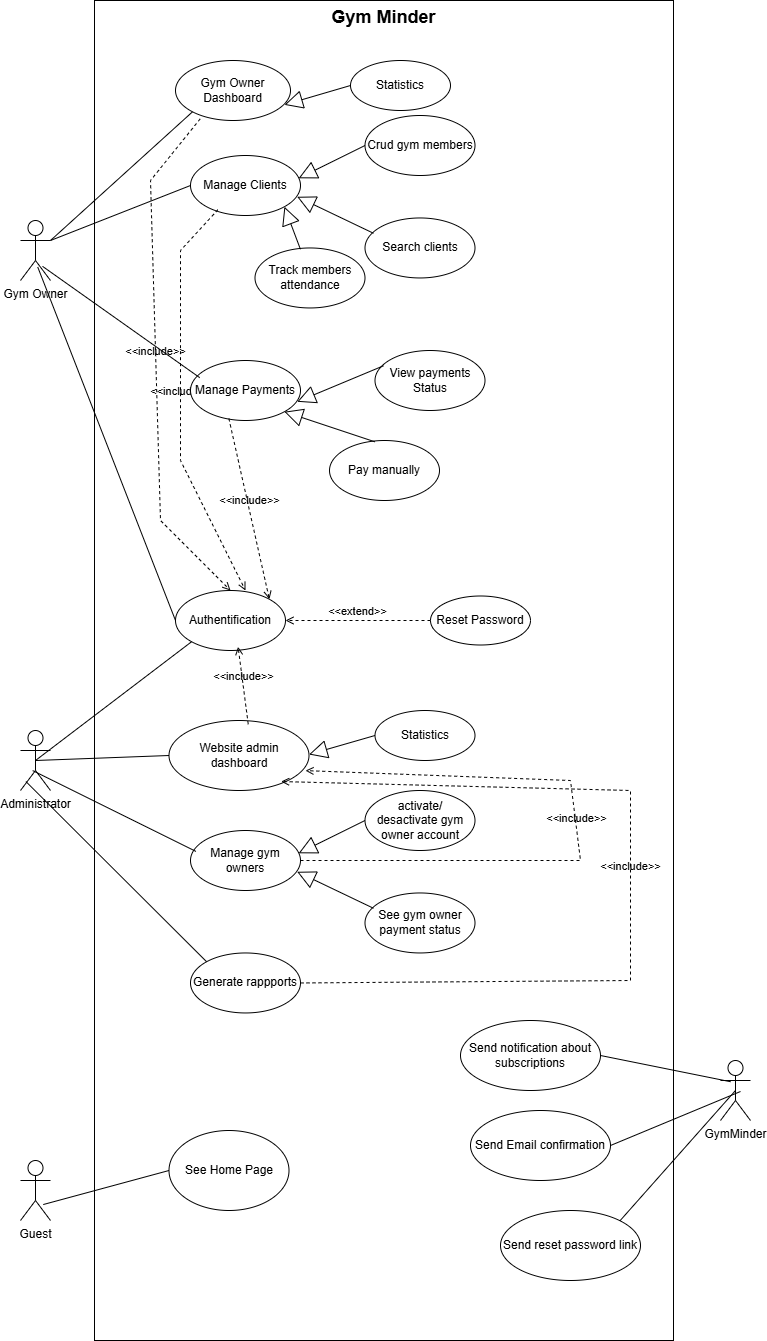 Gym Minder
Gym Owner
Dashboard
Statistics
Crud gym members
Manage Clients
Search clients
Track members
attendance
Gym Owner
<<include>>
<<includ
Manage Payments
View payments
Status
Pay manually
<<include>>
Authentification
<<extend>>
Reset Password
<<include>>
Website admin
dashboard
Statistics
Administrator
activate/
desactivate gym
owner account
<<include>>
Manage gym
owners
<<include>>
See gym owner
payment status
Generate rappports
Send notification about
subscriptions
GymMinder
Send Email confirmation
See Home Page
Guest
Send reset password link